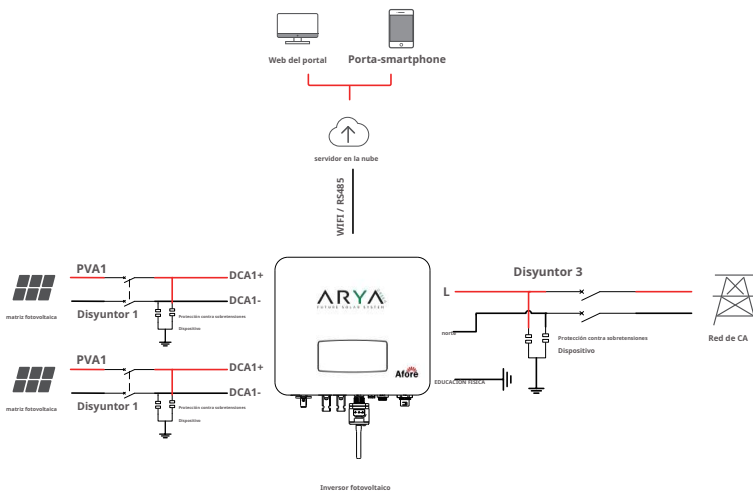 Web del portal
Porta-smartphone
servidor en la nube
WIFI / RS485
PVA1
DCA1+
DCA1-
matriz fotovoltaica
Disyuntor 1
Protección contra sobretensiones
Dispositivo
PVA1
DCA1+
DCA1-
matriz fotovoltaica
Disyuntor 1
Protección contra sobretensiones
Dispositivo
ARYA
FUTURE SOLAR SYSTEM
Afore
L
norte
EDUCACIÓN FÍSICA
Disyuntor 3
Protección contra sobretensiones
Dispositivo
Red de CA
Inversor fotovoltaico